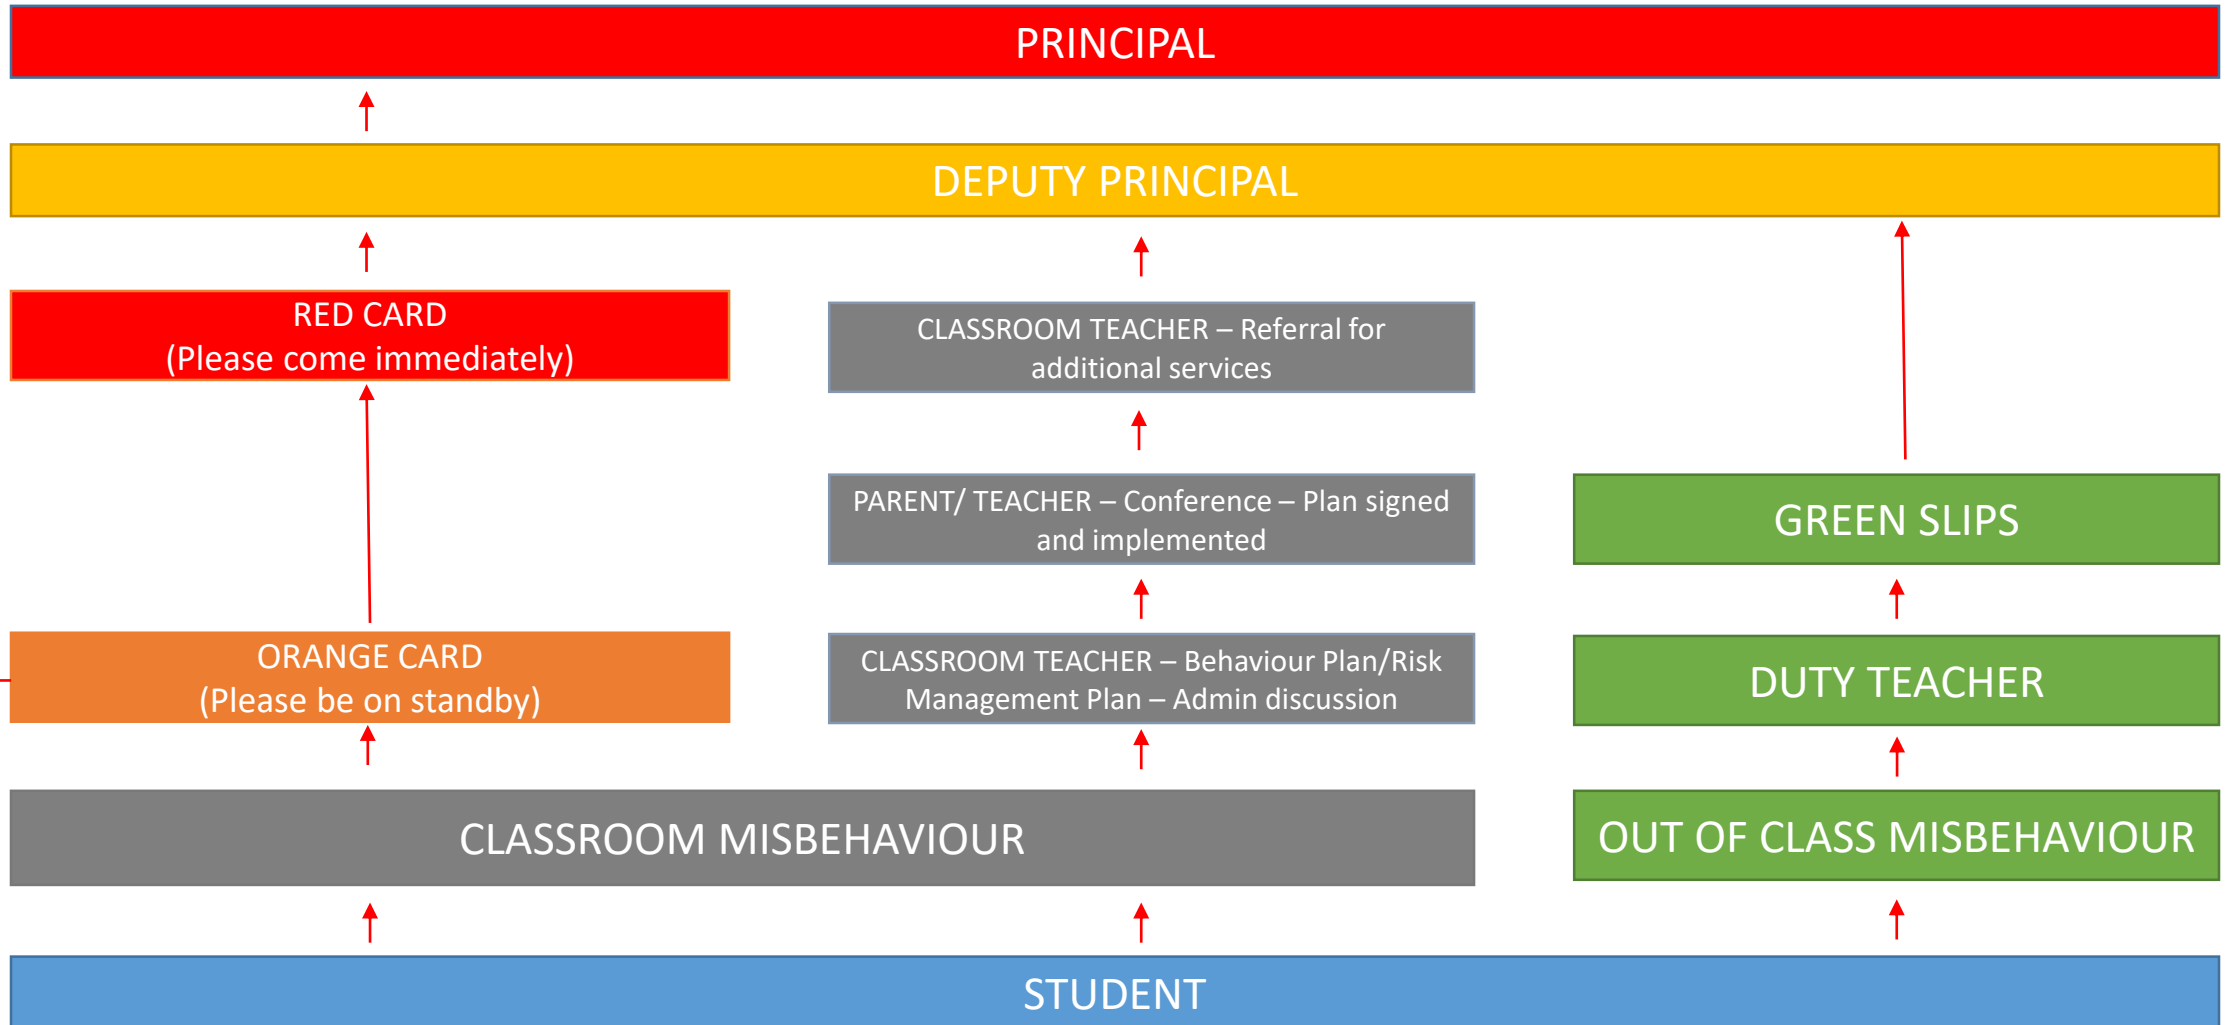 PRINCIPAL
DEPUTY PRINCIPAL
RED CARD
(Please come immediately)
CLASSROOM TEACHER – Referral for
additional services
PARENT/ TEACHER – Conference – Plan signed
and implemented
GREEN SLIPS
ORANGE CARD
(Please be on standby)
CLASSROOM TEACHER – Behaviour Plan/Risk
Management Plan – Admin discussion
DUTY TEACHER
CLASSROOM MISBEHAVIOUR
OUT OF CLASS MISBEHAVIOUR
STUDENT